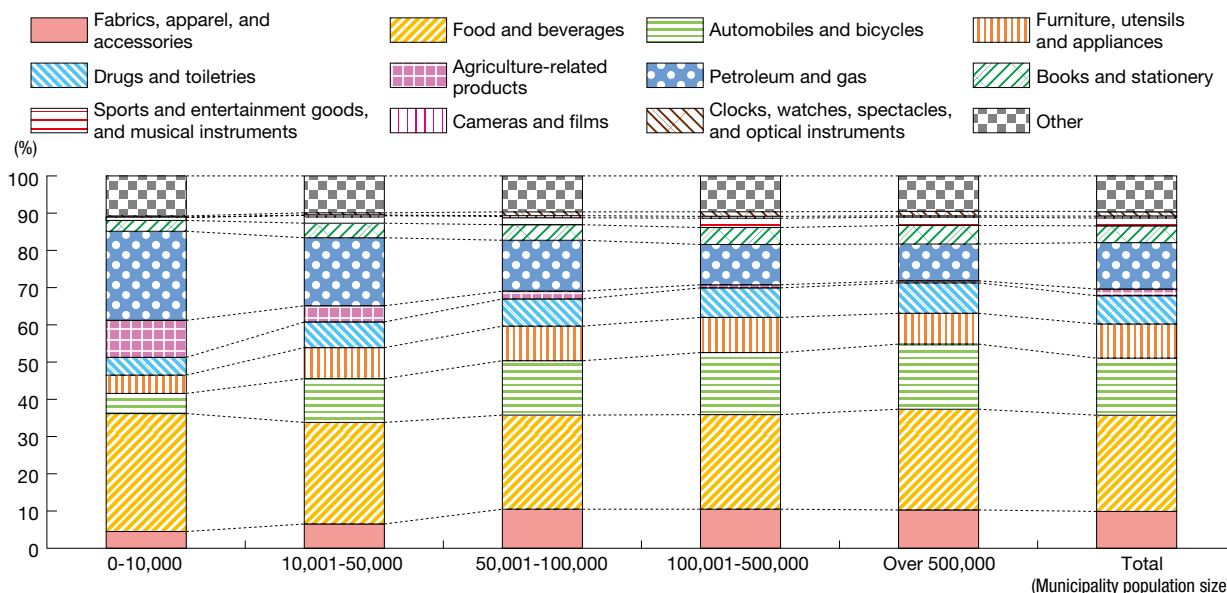 Fabrics, apparel, and
accessories
Food and beverages
Automobiles and bicycles
Furniture, utensils
and appliances
Drugs and toiletries
Agriculture-related
products
Petroleum and gas
Books and stationery
Sports and entertainment goods,
and musical instruments
Cameras and films
Clocks, watches, spectacles,
and optical instruments
Other
(%)
100
90
80
70
60
50
40
30
20
10
0
0-10,000
10,001-50,000
50,001-100,000
100,001-500,000
Over 500,000
Total
(Municipality population size)